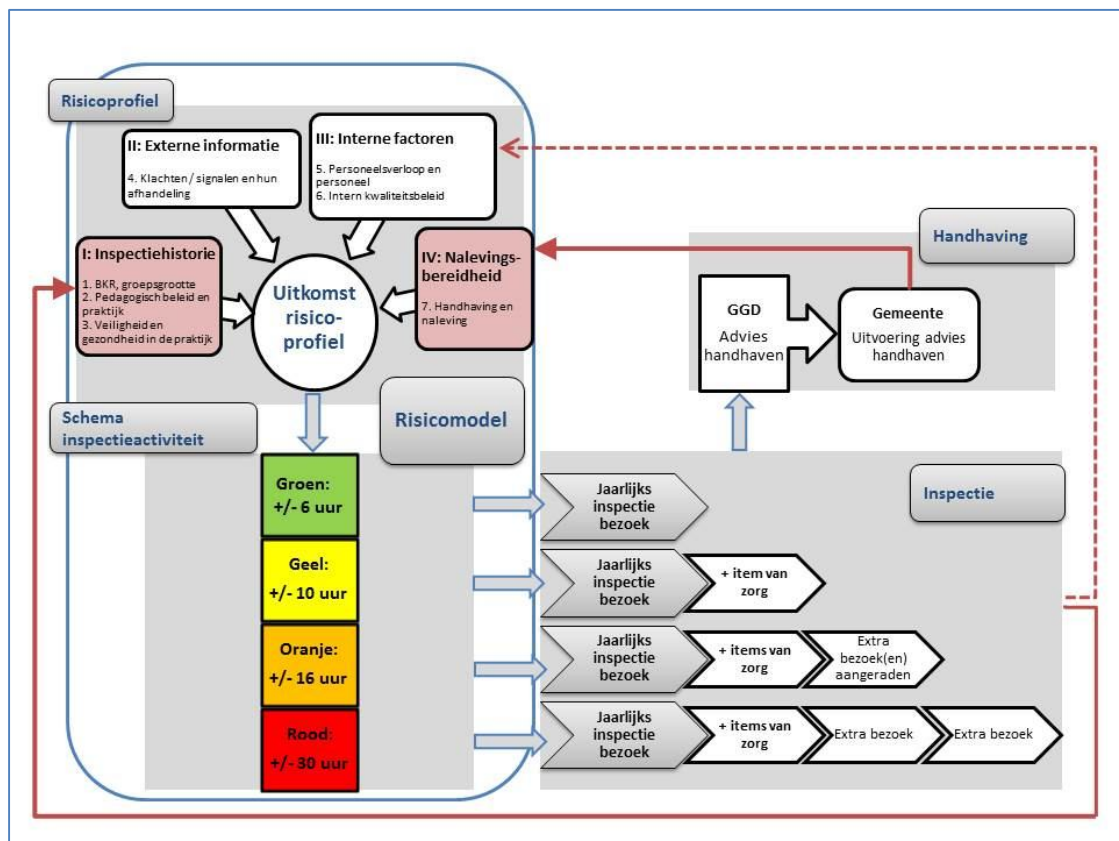 Risicoprofiel
II: Externe informatie
4. Klachten / signalen en hun
afhandeling
III: Interne factoren
5. Personeelsverloop en
personeel
6. Intern kwaliteitsbeleid
I: Inspectiehistorie
1. BKR, groepsgrootte
2. Pedagogisch beleid en
praktijk
3. Veiligheid en
gezondheid in de praktijk
Uitkomst
risico-
profiel
IV: Nalevings-
bereidheid
7. Handhaving en
naleving
Handhaving
GGD
Advies
handhaven
Gemeente
Uitvoering advies
handhaven
Schema
inspectieactiviteit
Risicomodel
Inspectie
Groen:
+/- 6 uur
Jaarlijks
inspectie
bezoek
Geel:
+/- 10 uur
Jaarlijks
inspectie
bezoek
+ item van
zorg
Oranje:
+/- 16 uur
Jaarlijks
inspectie
bezoek
+ items van
zorg
Extra
bezoek(en)
aangeraden
Rood:
+/- 30 uur
Jaarlijks
inspectie
bezoek
+ items van
zorg
Extra bezoek
Extra bezoek